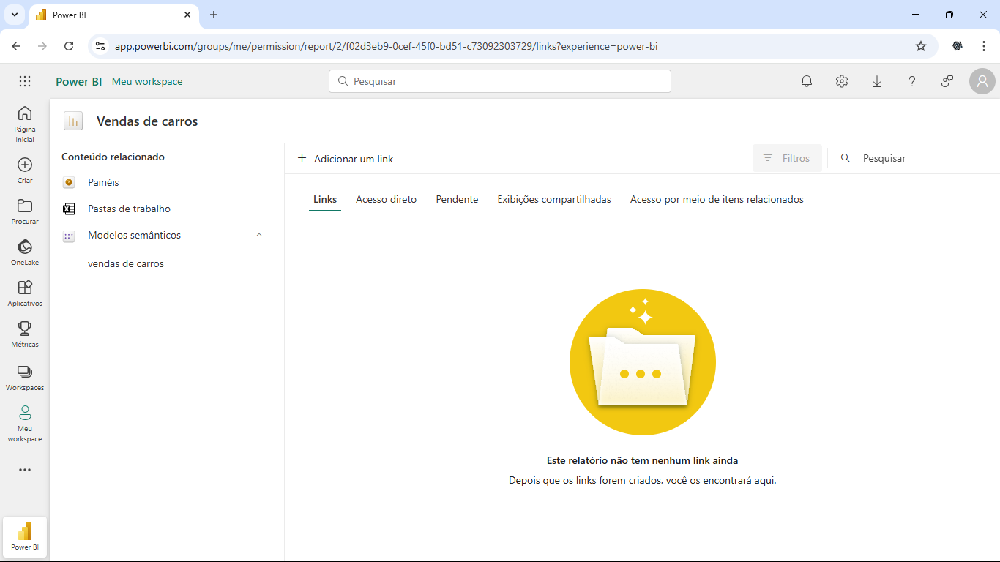 Power BI
app.powerbi.com/groups/me/permission/report/2/f02d3eb9-0cef-45f0-bd51-c73092303729/links?experience=power-bi
Power BI Meu workspace
Pesquisar
Página
Inicial
Criar
Procurar
OneLake
Aplicativos
Métricas
Workspaces
Meu
workspace
Power BI
Vendas de carros
Conteúdo relacionado
Painéis
Pastas de trabalho
Modelos semânticos
vendas de carros
Adicionar um link
Filtros
Pesquisar
Links Acesso direto Pendente Exibições compartilhadas Acesso por meio de itens relacionados
Este relatório não tem nenhum link ainda
Depois que os links forem criados, você os encontrará aqui.